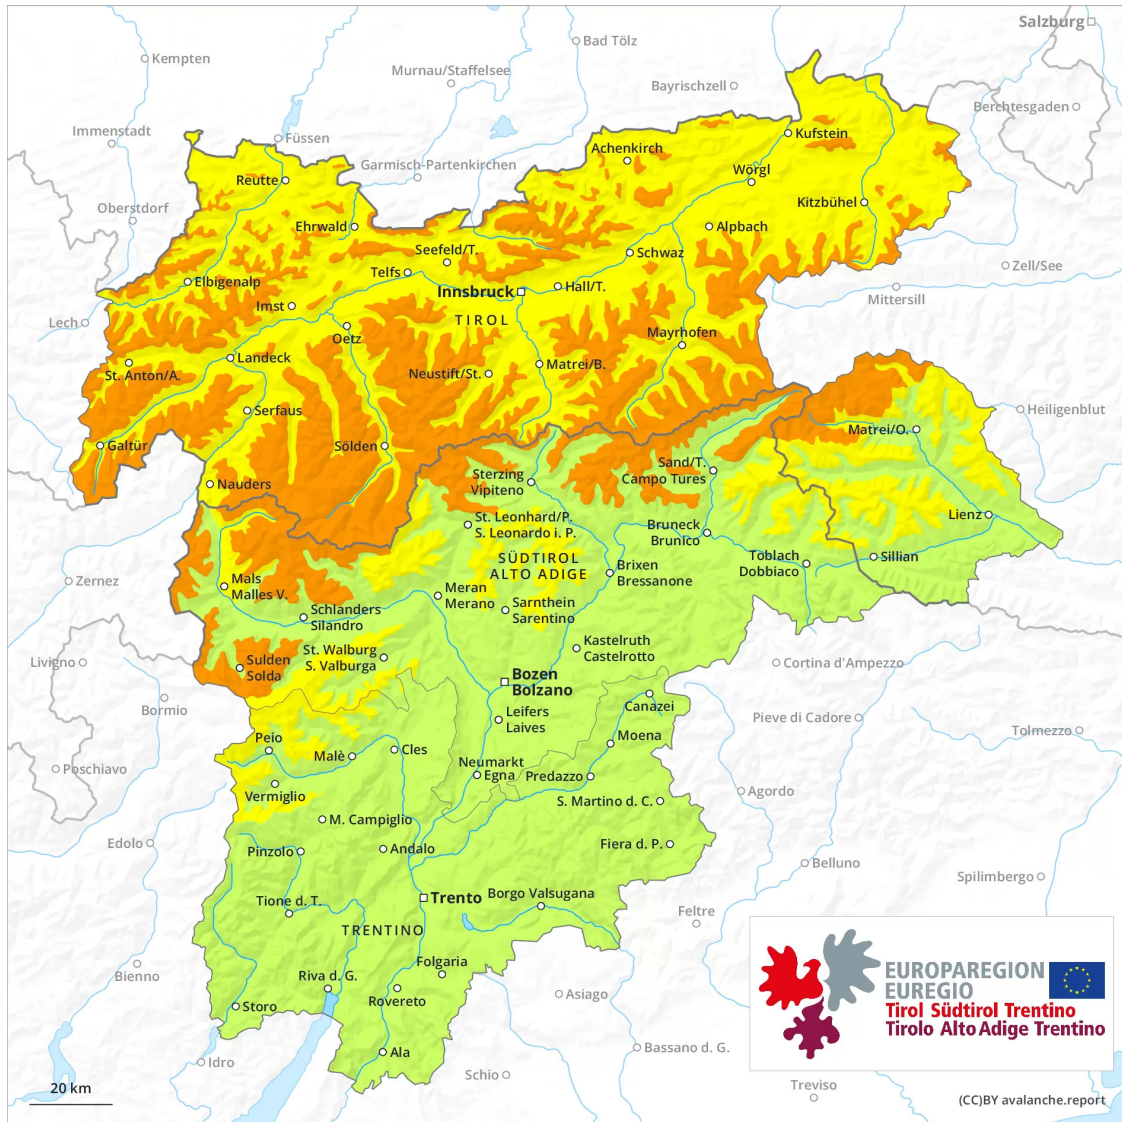 Salzburg
Bad Tölz
Kempten
Murnau/Staffelsee
Bayrischzell
Berchtesgaden
Immenstadt
Füssen
Kufstein
Achenkirch
Garmisch-Partenkirchen
Wörgl
Reutte
Oberstdorf
Kitzbühel
Ehrwald
Alpbach
Seefeld/T.
Schwaz
Zell/See
Telfs
Elbigenalp
Innsbruck
Hall/T.
Mittersill
Imst
TIROL
Lech
Oetz
Mayrhofen
Landeck
Matrei/B.
St. Anton/A.
Neustift/St.
Serfaus
Heiligenblut
Matrei/O.
Galtür
Sölden
Sand/T.
Campo Tures
Sterzing
Vipiteno
Nauders
Lienz
St. Leonhard/P.
S. Leonardo i. P.
Bruneck
Brunico
SÜDTIROL
ALTO ADIGE
Toblach
Dobbiaco
Sillian
Brixen
Bressanone
Zernez
Mals
Malles V.
Meran
Merano
Sarnthein
Sarentino
Schlanders
Silandro
Kastelruth
Castelrotto
St. Walburg
S. Valburga
Livigno
Sulden
Solda
Cortina d'Ampezzo
Bozen
Bolzano
Bormio
Canazei
Leifers
Laives
Pieve di Cadore
Tolmezzo
Peio
Moena
Malè
Cles
Neumarkt
Egna
Predazzo
Poschiavo
Vermiglio
Agordo
S. Martino d. C.
M. Campiglio
Edolo
Pinzolo
Andalo
Fiera d. P.
Belluno
Spilimbergo
Tione d. T.
Trento
Borgo Valsugana
Feltre
TRENTINO
Folgaria
Bienno
Riva d. G.
Rovereto
Asiago
Storo
EUROPAREGION
EUREGIO
Tirol Südtirol Trentino
Tirolo Alto Adige Trentino
Ala
Bassano d. G.
Idro
Schio
Treviso
20 km
(CC)BY avalanche.report